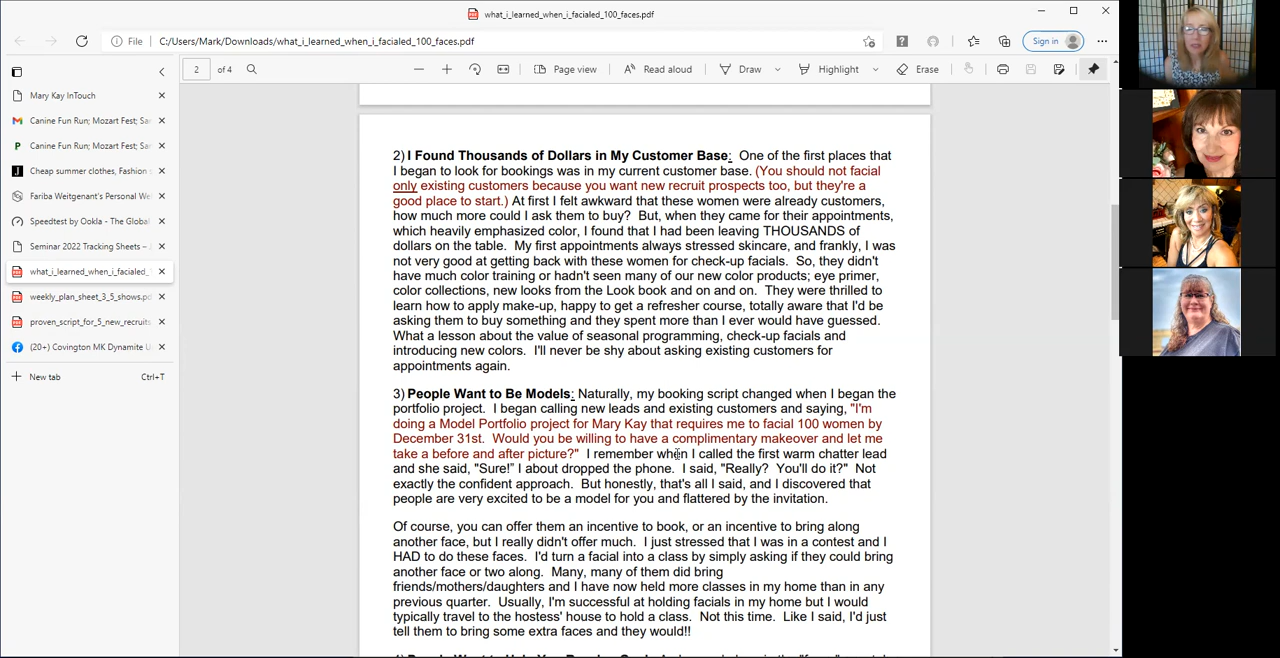 what_i_learned_when_i_facialed_100_faces.pdf
File | C:/Users/Mark/Downloads/what_i_learned_when_i_facialed_100_faces.pdf
Sign in
2 of 4
Page view
Read aloud
Draw
Highlight
Erase
Mary Kay InTouch
Canine Fun Run; Mozart Fest; Sa
Canine Fun Run; Mozart Fest; Sa
Cheap summer clothes, Fashion
Fariba Weitgenant's Personal We
Speedtest by Ookla - The Global
Seminar 2022 Tracking Sheets –
what_i_learned_when_i_facialed_
weekly_plan_sheet_3_5_shows.pd
proven_script_for_5_new_recruit
(20+) Covington MK Dynamite U
New tab Ctrl+T
2) I Found Thousands of Dollars in My Customer Base: One of the first places that
I began to look for bookings was in my current customer base. (You should not facial
only existing customers because you want new recruit prospects too, but they're a
good place to start.) At first I felt awkward that these women were already customers,
how much more could I ask them to buy? But, when they came for their appointments,
which heavily emphasized color, I found that I had been leaving THOUSANDS of
dollars on the table. My first appointments always stressed skincare, and frankly, I was
not very good at getting back with these women for check-up facials. So, they didn't
have much color training or hadn't seen many of our new color products; eye primer,
color collections, new looks from the Look book and on and on. They were thrilled to
learn how to apply make-up, happy to get a refresher course, totally aware that I'd be
asking them to buy something and they spent more than I ever would have guessed.
What a lesson about the value of seasonal programming, check-up facials and
introducing new colors. I'll never be shy about asking existing customers for
appointments again.
3) People Want to Be Models: Naturally, my booking script changed when I began the
portfolio project. I began calling new leads and existing customers and saying, "I'm
doing a Model Portfolio project for Mary Kay that requires me to facial 100 women by
December 31st. Would you be willing to have a complimentary makeover and let me
take a before and after picture?" I remember when I called the first warm chatter lead
and she said, "Sure!" I about dropped the phone. I said, "Really? You'll do it?" Not
exactly the confident approach. But honestly, that's all I said, and I discovered that
people are very excited to be a model for you and flattered by the invitation.
Of course, you can offer them an incentive to book, or an incentive to bring along
another face, but I really didn't offer much. I just stressed that I was in a contest and I
HAD to do these faces. I'd turn a facial into a class by simply asking if they could bring
another face or two along. Many, many of them did bring
friends/mothers/daughters and I have now held more classes in my home than in any
previous quarter. Usually, I'm successful at holding facials in my home but I would
typically travel to the hostess' house to hold a class. Not this time. Like I said, I'd just
tell them to bring some extra faces and they would!!